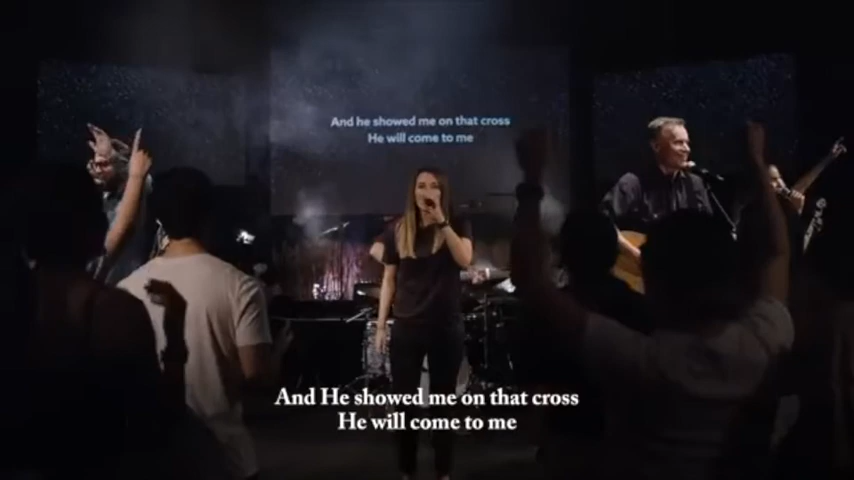 And he showed me on that cross
He will come to me
And He showed me on that cross
He will come to me